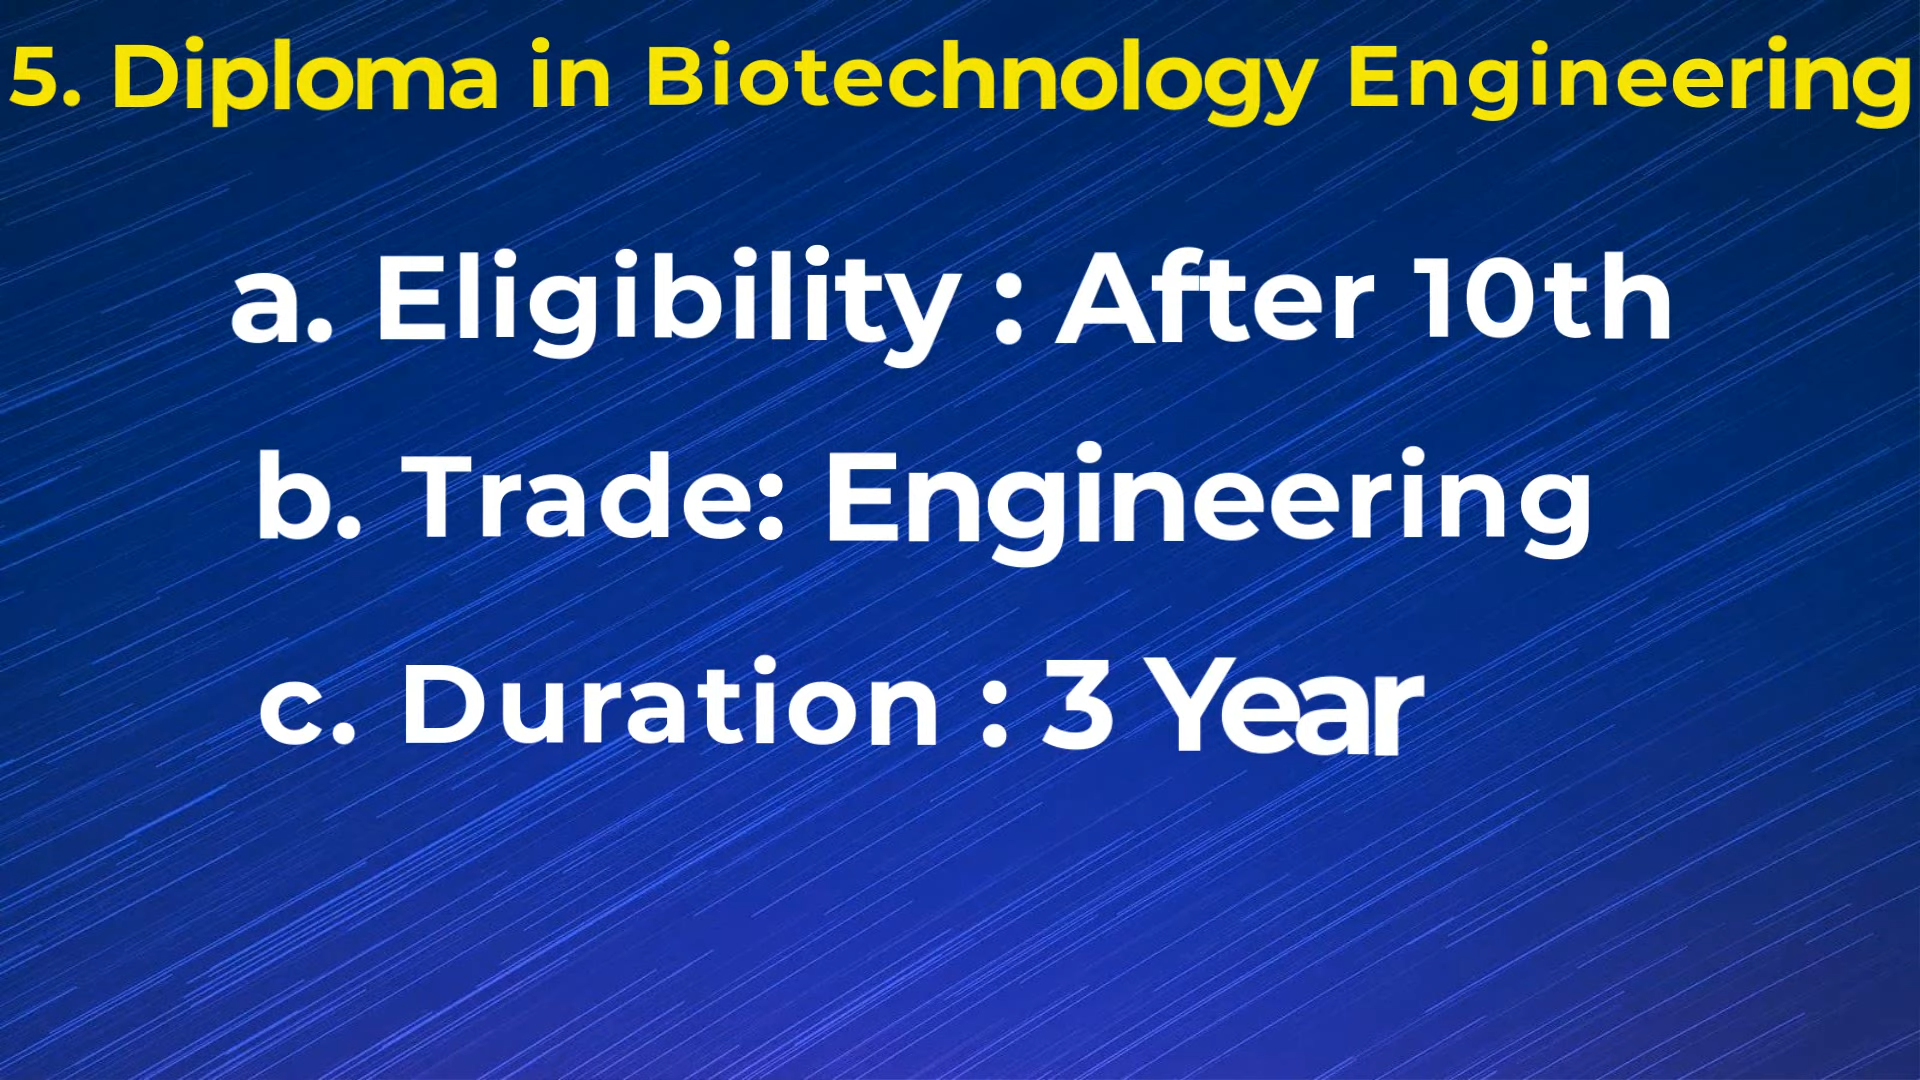 5. Diploma in Biotechnology Engineering
a. Eligibility : After 10th
b. Trade: Engineering
c. Duration : 3 Year